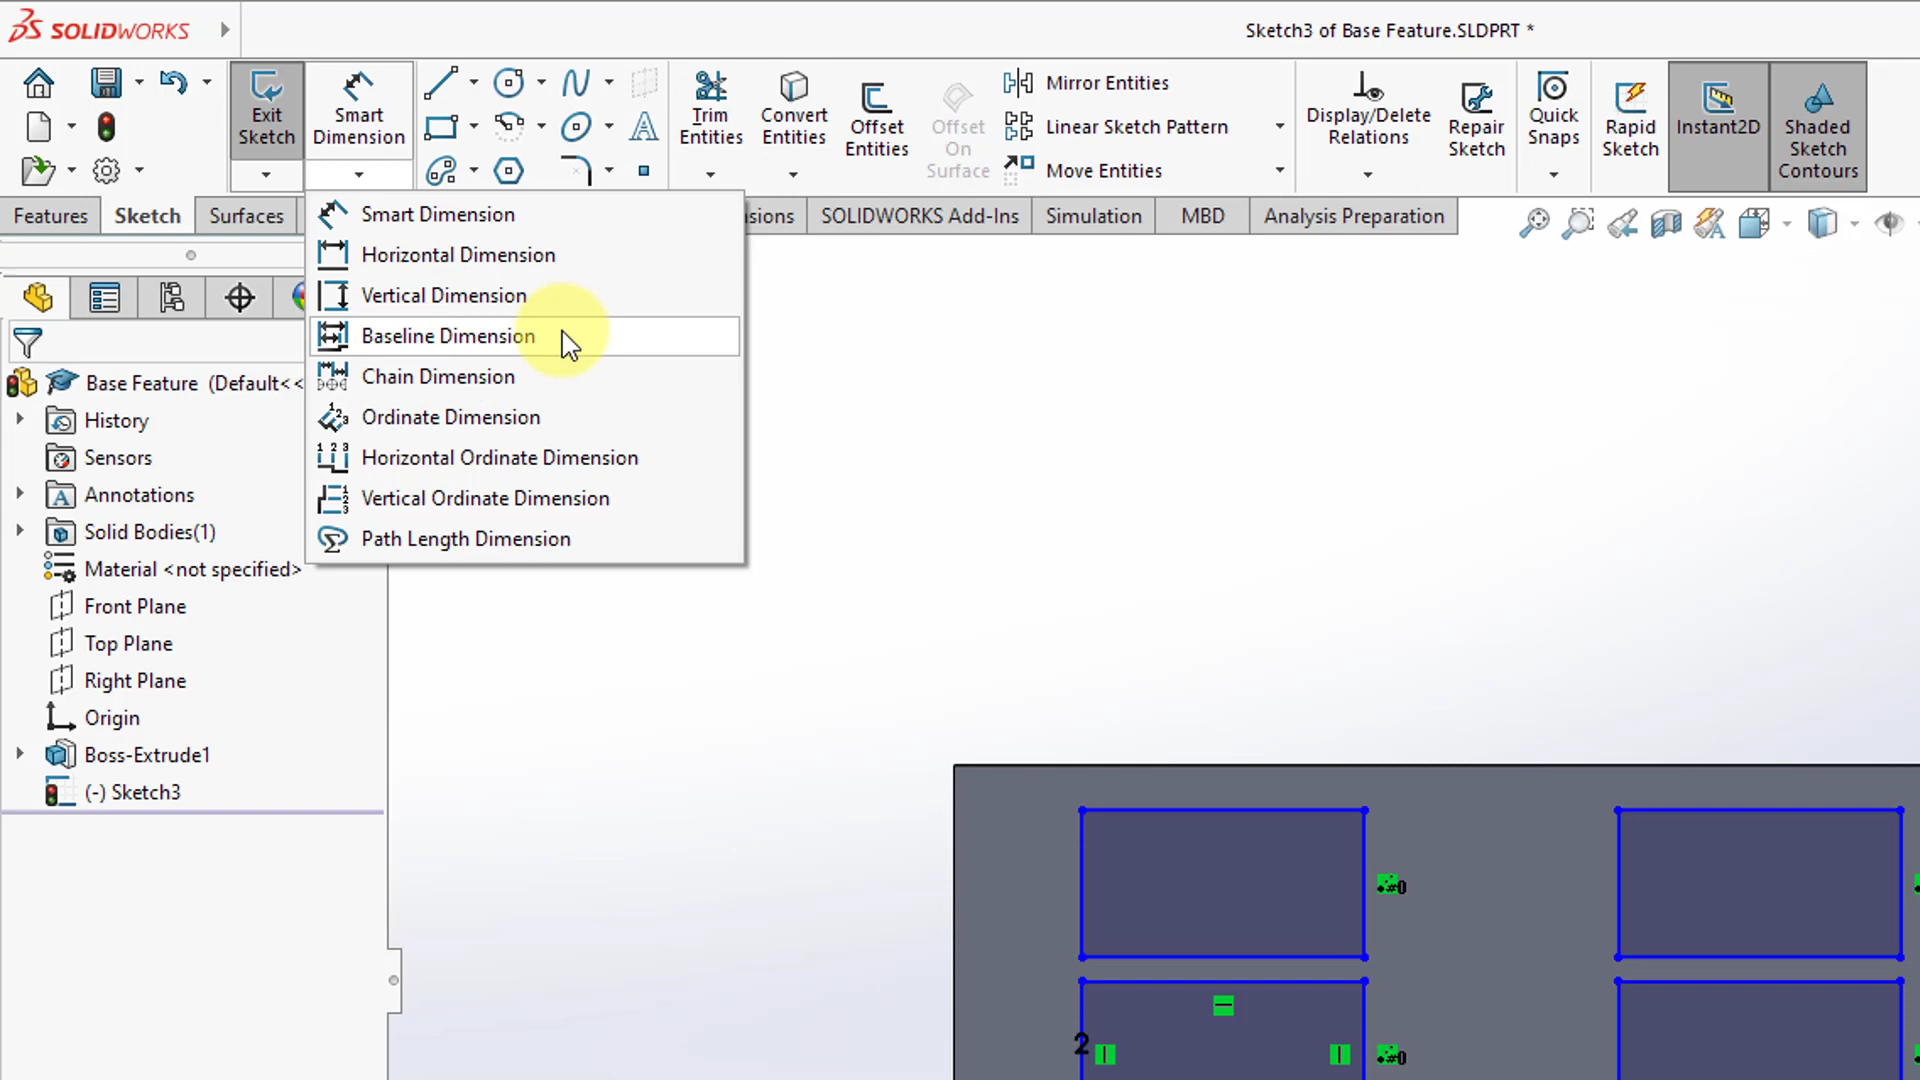 SOLIDWORKS
Sketch3 of Base Feature.SLDPRT *
Exit
Sketch
Smart
Dimension
Trim
Entities
Convert
Entities
Offset
Entities
Offset
On
Surface
Mirror Entities
Linear Sketch Pattern
Move Entities
Display/Delete
Relations
Repair
Sketch
Quick
Snaps
Rapid
Sketch
Instant2D
Shaded
Sketch
Contours
Features
Sketch
Surfaces
SOLIDWORKS Add-Ins
Simulation
MBD
Analysis Preparation
Smart Dimension
Horizontal Dimension
Vertical Dimension
Baseline Dimension
Chain Dimension
Ordinate Dimension
Horizontal Ordinate Dimension
Vertical Ordinate Dimension
Path Length Dimension
Base Feature (Default<<
History
Sensors
Annotations
Solid Bodies(1)
Material <not specified>
Front Plane
Top Plane
Right Plane
Origin
Boss-Extrude1
(-) Sketch3
2